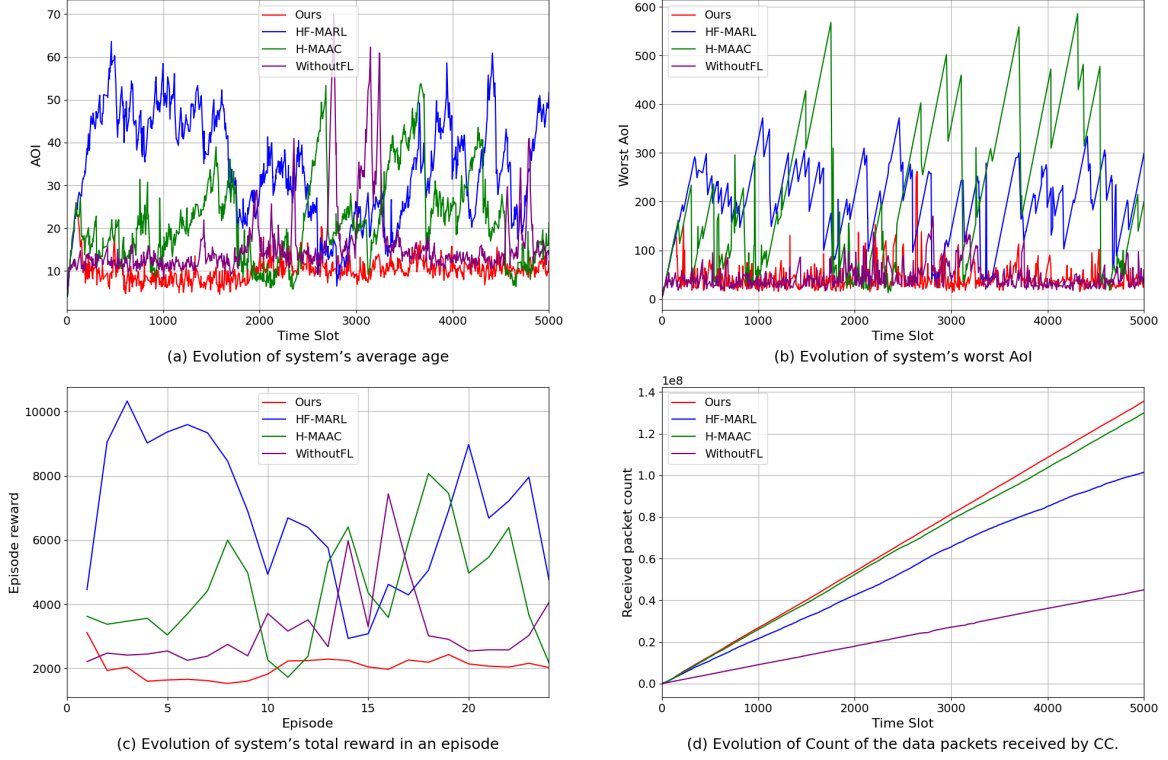 70
60
50
40
30
20
10
AOI
0
1000
2000
3000
4000
5000
Time Slot
Ours
HF-MARL
H-MAAC
WithoutFL
(a) Evolution of system's average age
600
500
400
300
200
100
0
Worst AoI
0
1000
2000
3000
4000
5000
Time Slot
Ours
HF-MARL
H-MAAC
WithoutFL
(b) Evolution of system's worst AoI
10000
8000
6000
4000
2000
Episode reward
0
5
10
15
20
Episode
Ours
HF-MARL
H-MAAC
WithoutFL
(c) Evolution of system's total reward in an episode
1e8
1.4
1.2
1.0
0.8
0.6
0.4
0.2
0.0
Received packet count
0
1000
2000
3000
4000
5000
Time Slot
Ours
HF-MARL
H-MAAC
WithoutFL
(d) Evolution of Count of the data packets received by CC.